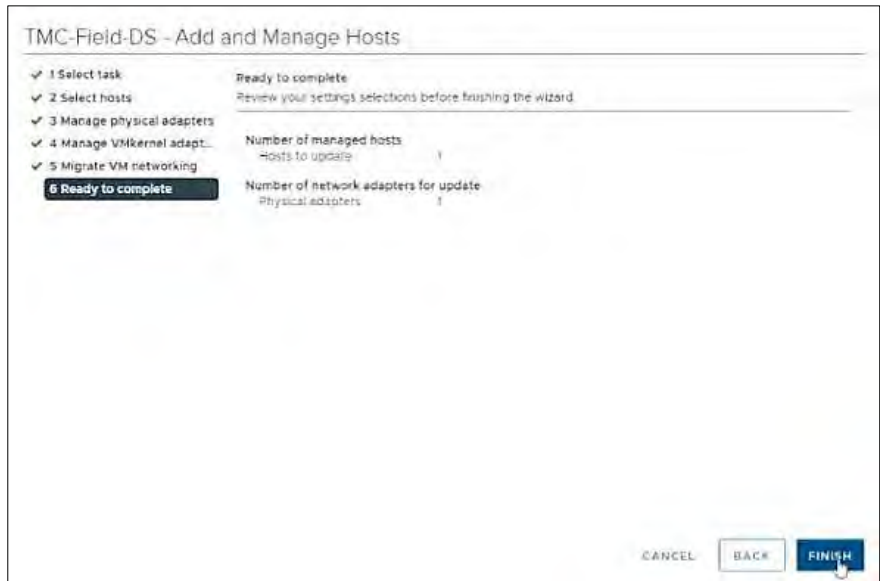 TMC-Field-DS - Add and Manage Hosts
✓ 1 Select task
✓ 2 Select hosts
✓ 3 Manage physical adapters
✓ 4 Manage VMkernel adapt...
✓ 5 Migrate VM networking
6 Ready to complete
Ready to complete
Review your settings selections before finishing the wizard.
Number of managed hosts
Hosts to update 1
Number of network adapters for update
Physical adapters 1
CANCEL
BACK
FINISH